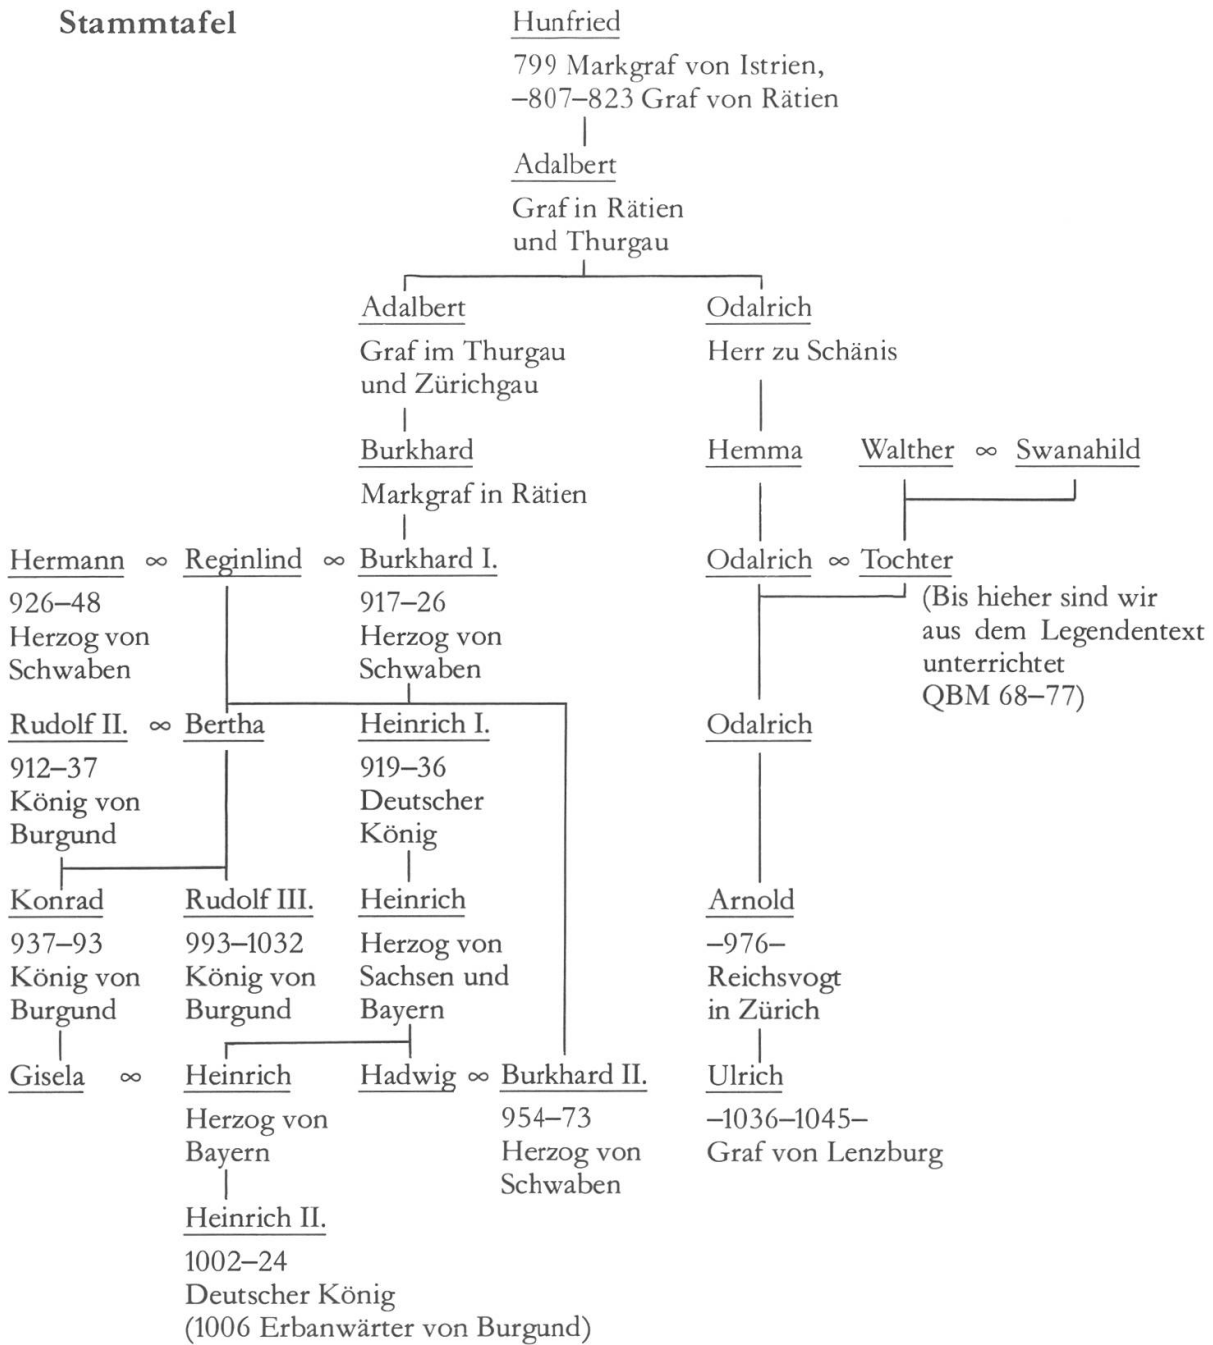 Stammtafel
Hunfried
799 Markgraf von Istrien,
–807–823 Graf von Rätien
Adalbert
Graf in Rätien
und Thurgau
Adalbert
Graf im Thurgau
und Zürichgau
Odalrich
Herr zu Schänis
Burkhard
Markgraf in Rätien
Hemma
Walther ∞ Swanahild
Hermann ∞ Reginlind ∞ Burkhard I.
926–48
Herzog von
Schwaben
917–26
Herzog von
Schwaben
Odalrich ∞ Tochter
(Bis hieher sind wir
aus dem Legendentext
unterrichtet
QBM 68–77)
Rudolf II. ∞ Bertha
912–37
König von
Burgund
Heinrich I.
919–36
Deutscher
König
Odalrich
Konrad
937–93
König von
Burgund
Rudolf III.
993–1032
König von
Burgund
Heinrich
Herzog von
Sachsen und
Bayern
Arnold
–976–
Reichsvogt
in Zürich
Gisela ∞ Heinrich
Herzog von
Bayern
Hadwig ∞ Burkhard II.
954–73
Herzog von
Schwaben
Ulrich
–1036–1045–
Graf von Lenzburg
Heinrich II.
1002–24
Deutscher König
(1006 Erbanwärter von Burgund)